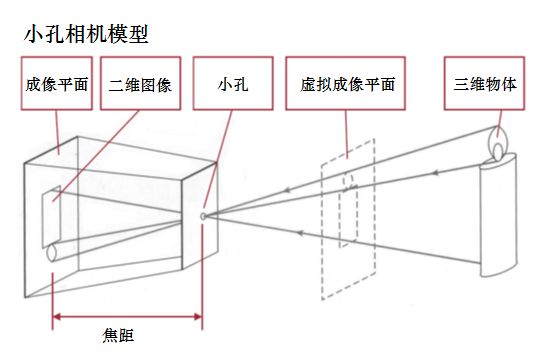 小孔相机模型
成像平面
二维图像
小孔
虚拟成像平面
三维物体
焦距